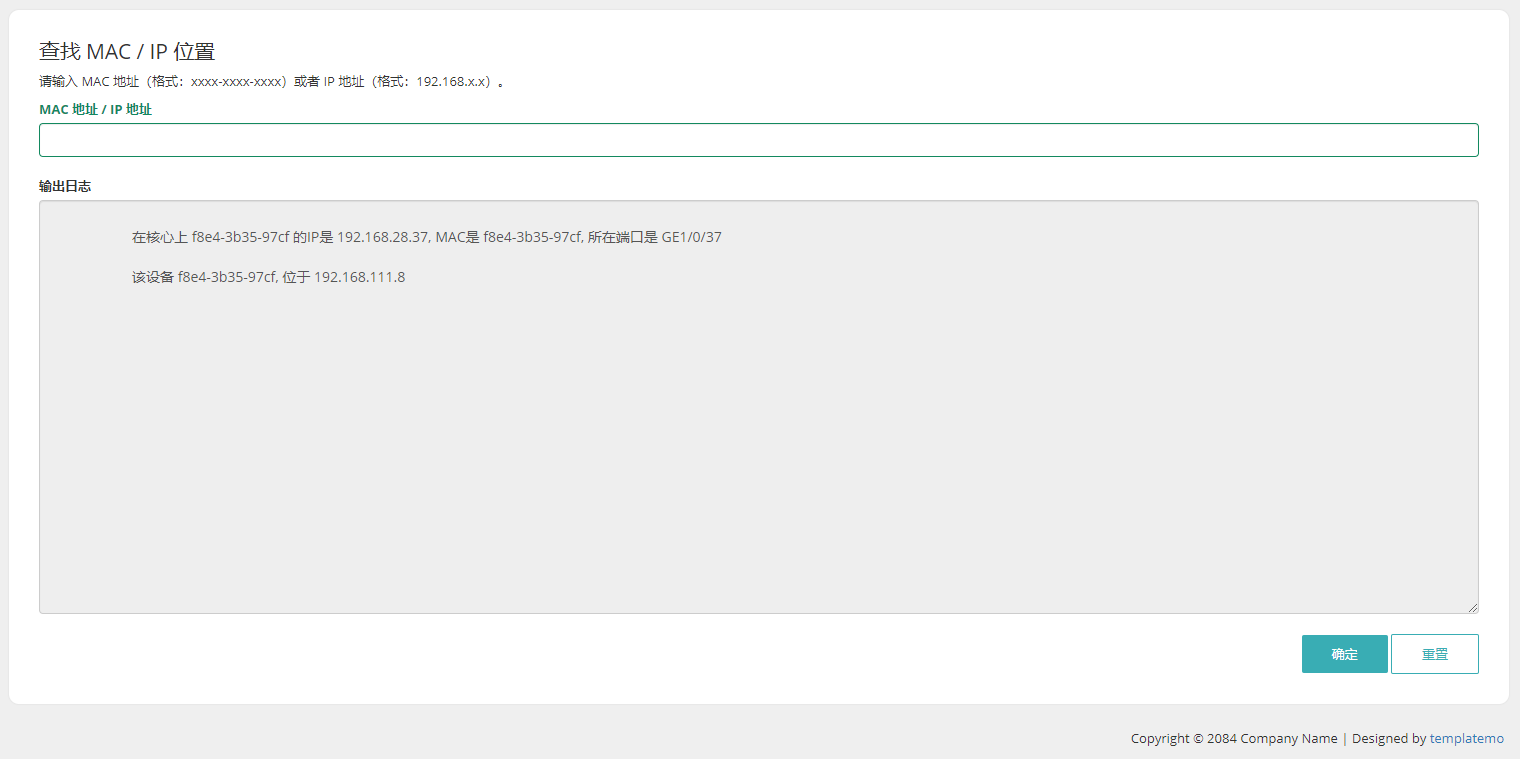 查找 MAC / IP 位置
请输入 MAC 地址（格式：xxxx-xxxx-xxxx）或者 IP 地址（格式：192.168.x.x）。
MAC 地址 / IP 地址
输出日志
在核心上 f8e4-3b35-97cf 的IP是 192.168.28.37, MAC是 f8e4-3b35-97cf, 所在端口是 GE1/0/37
该设备 f8e4-3b35-97cf, 位于 192.168.111.8
确定 重置
Copyright © 2084 Company Name | Designed by templatemo